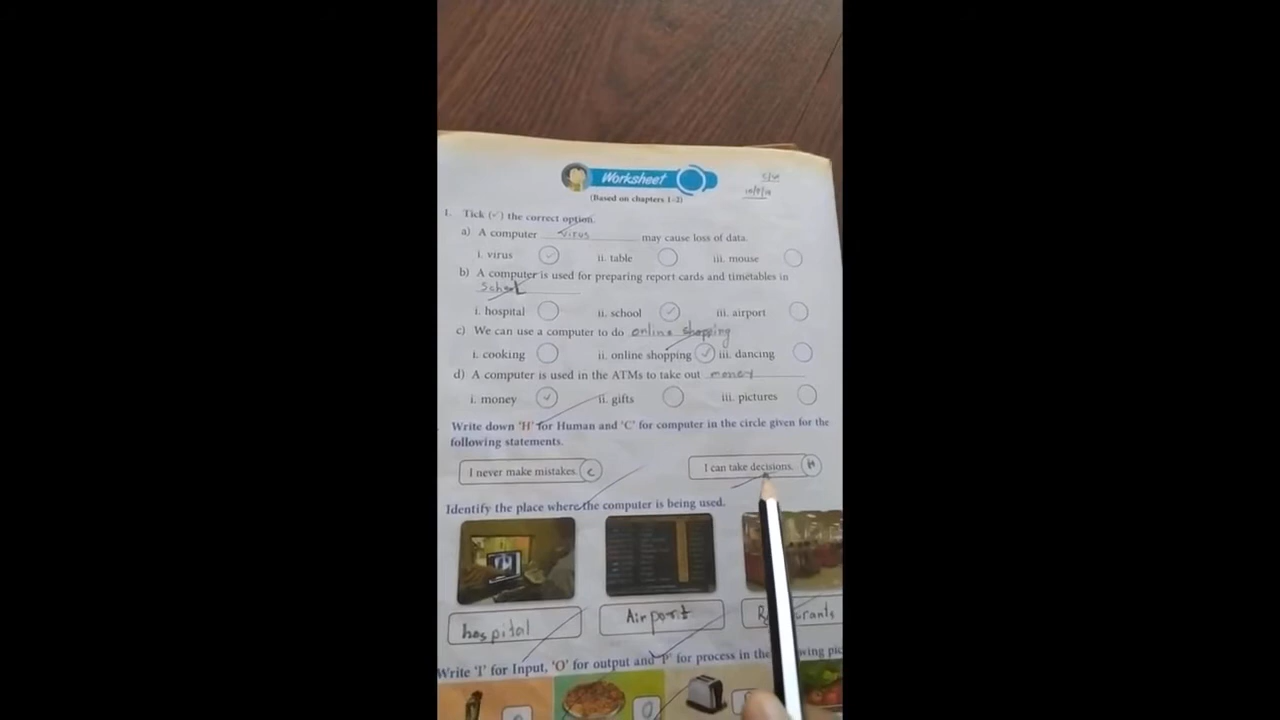 Worksheet
(Based on chapters 1-2)
1. Tick (✓) the correct option.
a) A computer virus may cause loss of data.
i. virus ✓ ii. table iii. mouse
b) A computer is used for preparing report cards and timetables in
School
i. hospital ii. school ✓ iii. airport
c) We can use a computer to do online shopping
i. cooking ii. online shopping ✓ iii. dancing
d) A computer is used in the ATMs to take out money
i. money ✓ ii. gifts iii. pictures
Write down 'H' for Human and 'C' for computer in the circle given for the
following statements.
I never make mistakes. C I can take decisions. H
Identify the place where the computer is being used.
hospital Airport
Write 'I' for Input, 'O' for output and 'P' for process in the
O